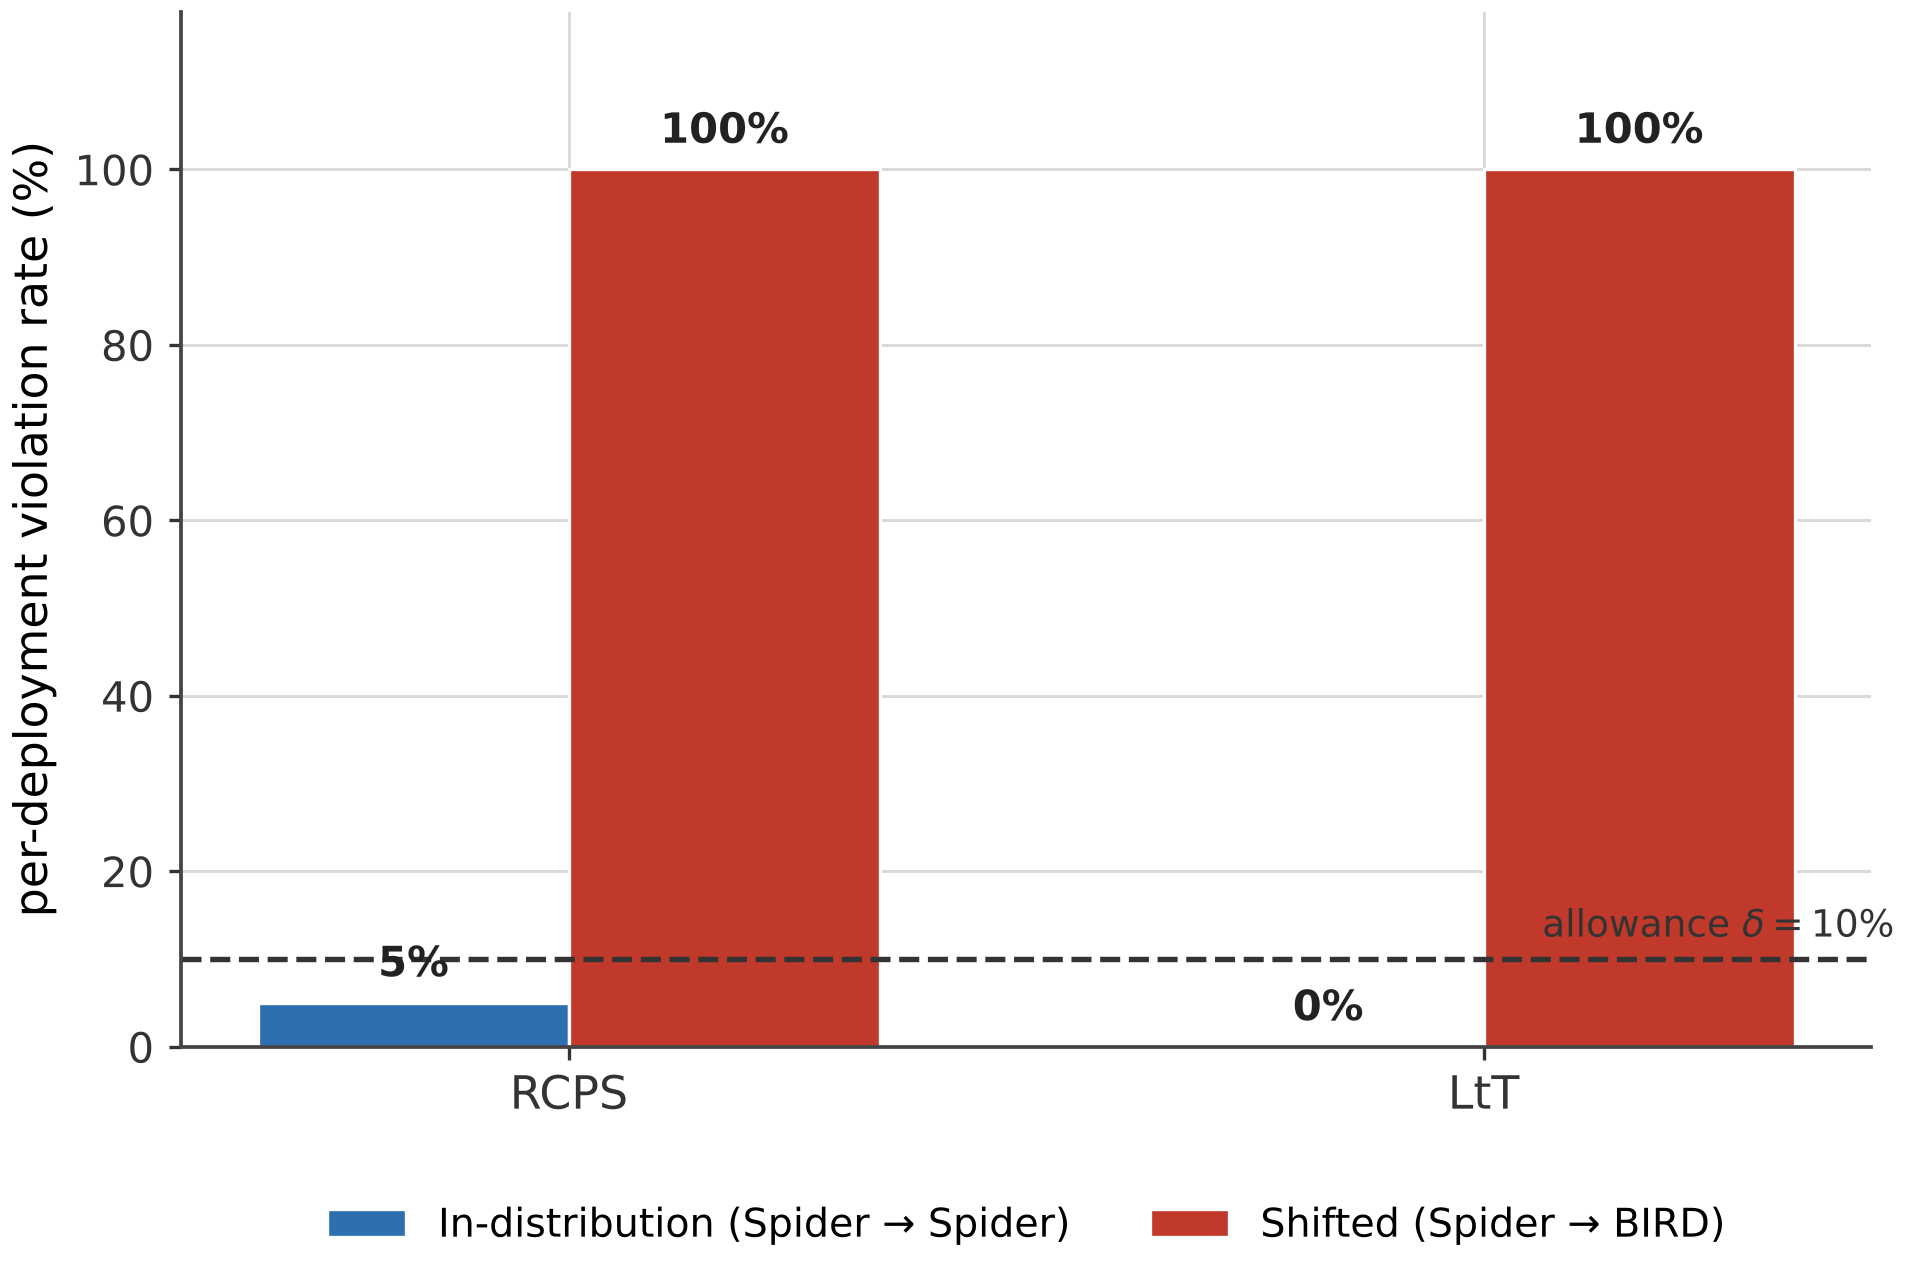 per-deployment violation rate (%)
100
80
60
40
20
0
100%
100%
5%
0%
allowance δ = 10%
RCPS
LtT
In-distribution (Spider → Spider)
Shifted (Spider → BIRD)